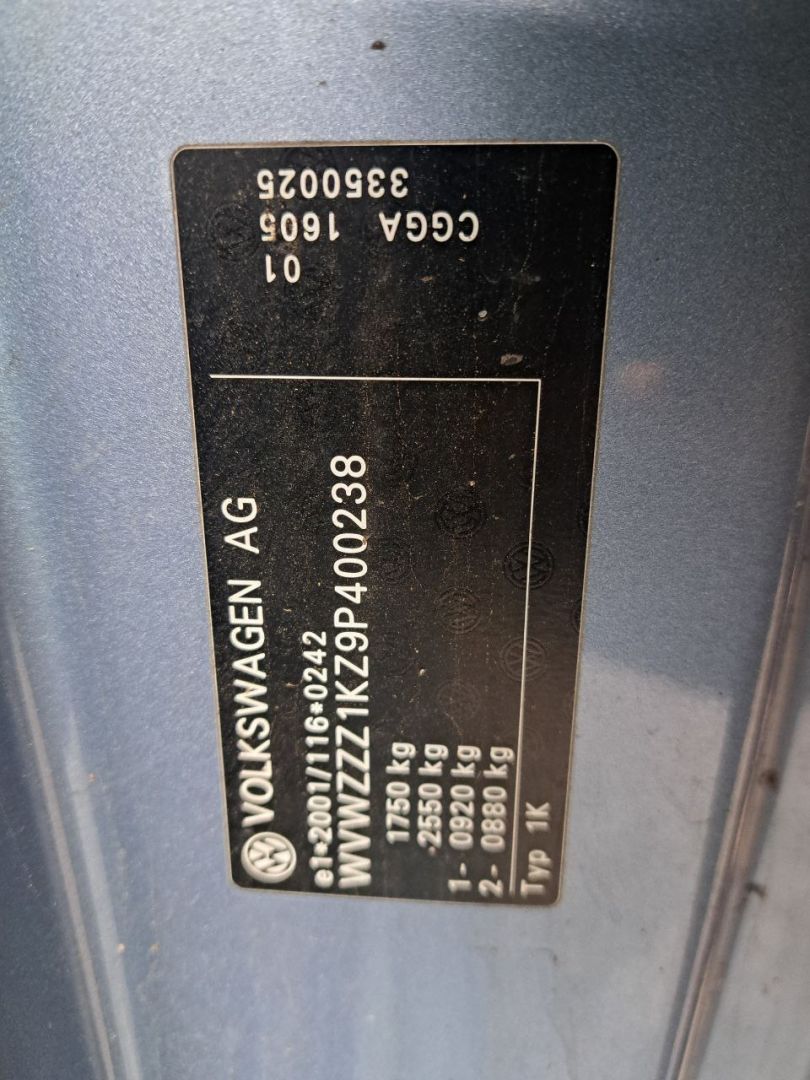 VOLKSWAGEN AG
e1*2001/116*0242
WVWZZZ1KZ9P400238
1750 kg
2550 kg
1- 0920 kg
2- 0880 kg
Typ 1K
3350025
CGGA 1605
01